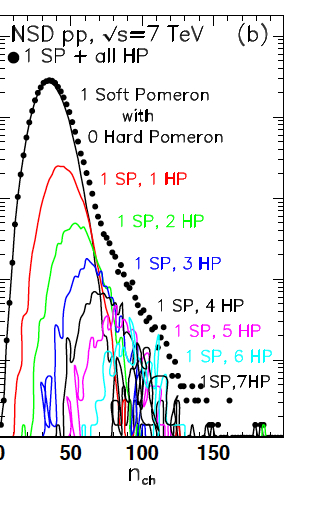 NSD pp, √s=7 TeV (b)
● 1 SP + all HP
1 Soft Pomeron
with
0 Hard Pomeron
1 SP, 1 HP
1 SP, 2 HP
1 SP, 3 HP
1 SP, 4 HP
1 SP, 5 HP
1 SP, 6 HP
1SP,7HP
0 50 100 150
nch